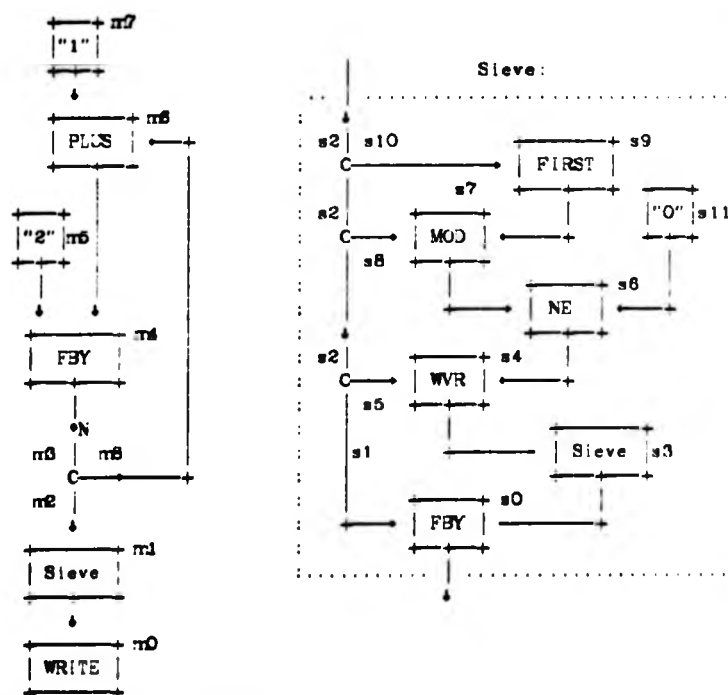 m7
"1"
Sieve:
m6
PLUS
s2 s10
s9
C
FIRST
s7
s2
"0"
s11
"2"
m5
C
MOD
s8
s6
NE
m4
FBY
s2
s4
C
WVR
N
s5
m3
m8
s1
Sieve
s3
C
m2
s0
FBY
m1
Sieve
m0
WRITE